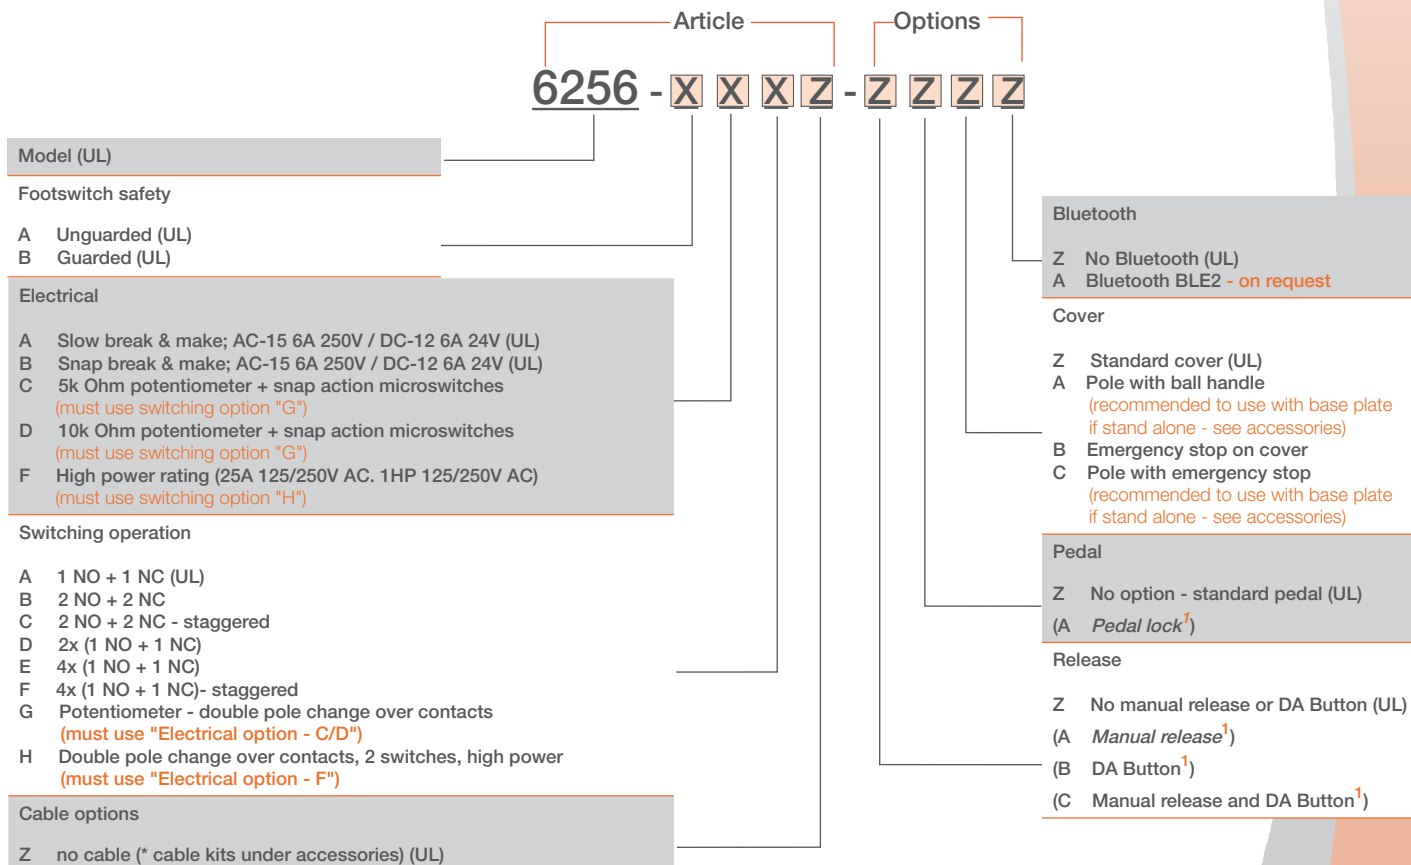 Article
Options
6256 - X X X Z - Z Z Z Z
Model (UL)
Footswitch safety
A Unguarded (UL)
B Guarded (UL)
Electrical
A Slow break & make; AC-15 6A 250V / DC-12 6A 24V (UL)
B Snap break & make; AC-15 6A 250V / DC-12 6A 24V (UL)
C 5k Ohm potentiometer + snap action microswitches
(must use switching option "G")
D 10k Ohm potentiometer + snap action microswitches
(must use switching option "G")
F High power rating (25A 125/250V AC. 1HP 125/250V AC)
(must use switching option "H")
Switching operation
A 1 NO + 1 NC (UL)
B 2 NO + 2 NC
C 2 NO + 2 NC - staggered
D 2x (1 NO + 1 NC)
E 4x (1 NO + 1 NC)
F 4x (1 NO + 1 NC)- staggered
G Potentiometer - double pole change over contacts
(must use "Electrical option - C/D")
H Double pole change over contacts, 2 switches, high power
(must use "Electrical option - F")
Cable options
Z no cable (* cable kits under accessories) (UL)
Bluetooth
Z No Bluetooth (UL)
A Bluetooth BLE2 - on request
Cover
Z Standard cover (UL)
A Pole with ball handle
(recommended to use with base plate
if stand alone - see accessories)
B Emergency stop on cover
C Pole with emergency stop
(recommended to use with base plate
if stand alone - see accessories)
Pedal
Z No option - standard pedal (UL)
(A Pedal lock1)
Release
Z No manual release or DA Button (UL)
(A Manual release1)
(B DA Button1)
(C Manual release and DA Button1)